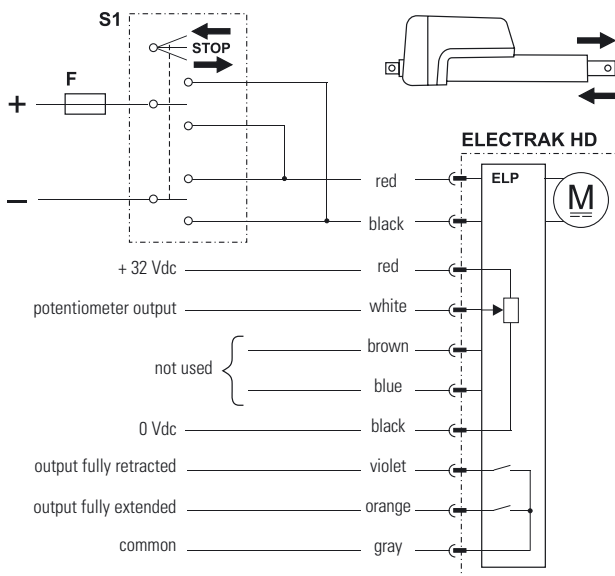 S1
STOP
F
+
–
ELECTRAK HD
ELP
M
red
black
+ 32 Vdc
red
potentiometer output
white
brown
not used
blue
0 Vdc
black
output fully retracted
violet
output fully extended
orange
common
gray